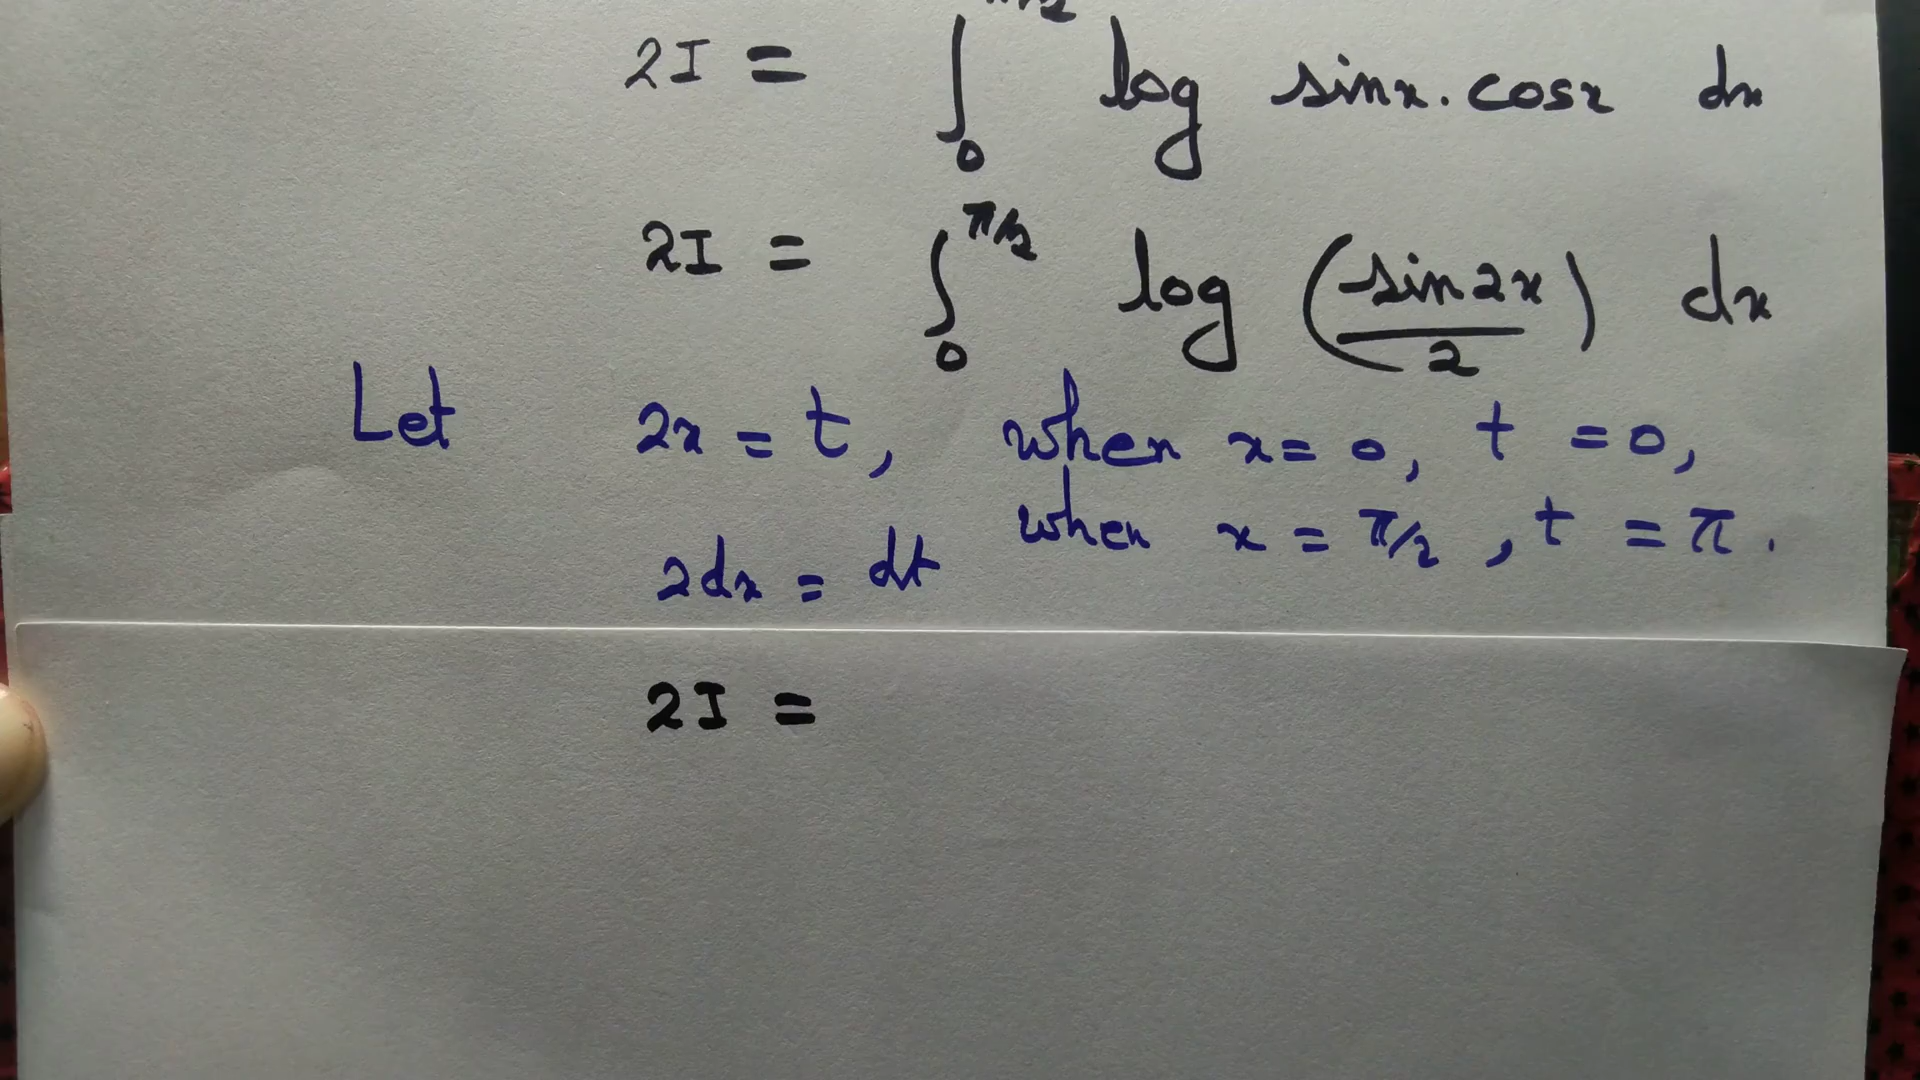 2I = ∫₀^π/2 log sinx.cosx dx
2I = ∫₀^π/2 log (sin2x/2) dx
Let 2x = t, when x = 0, t = 0,
when x = π/2, t = π.
2dx = dt
2I =